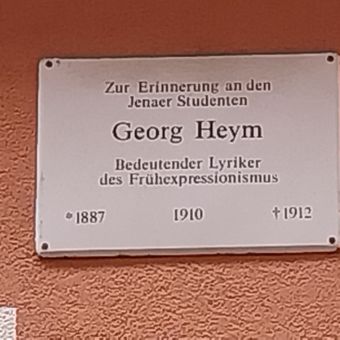 Zur Erinnerung an den
Jenaer Studenten
Georg Heym
Bedeutender Lyriker
des Frühexpressionismus
*1887 1910 †1912